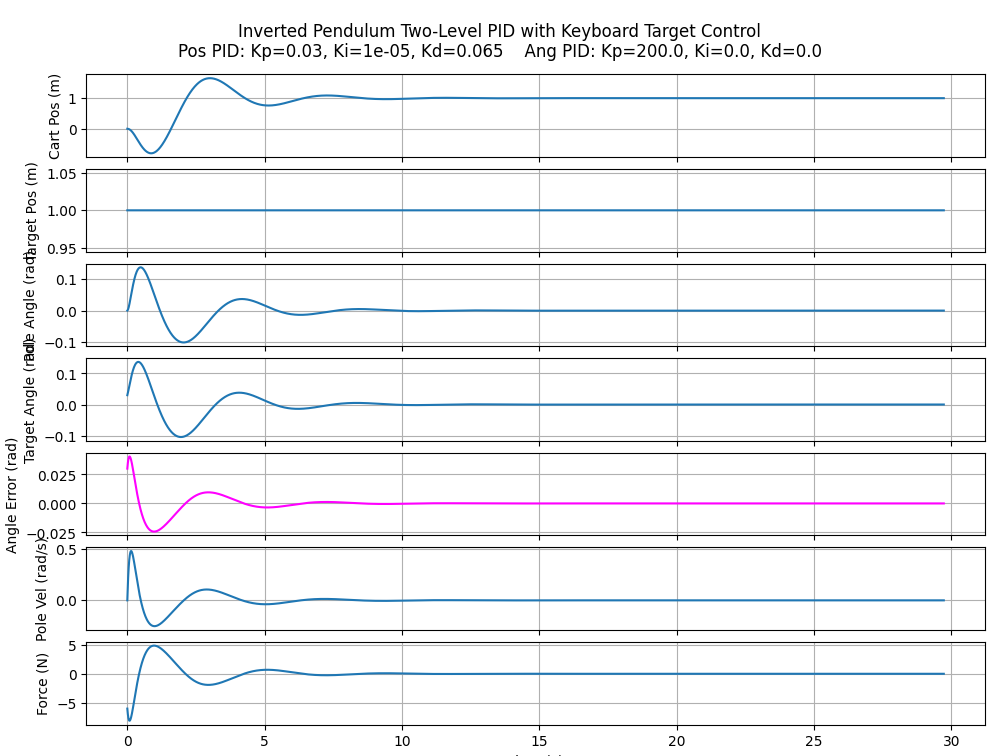 Inverted Pendulum Two-Level PID with Keyboard Target Control
Pos PID: Kp=0.03, Ki=1e-05, Kd=0.065    Ang PID: Kp=200.0, Ki=0.0, Kd=0.0
Cart Pos (m)
1
0
Target Pos (m)
1.05
1.00
0.95
Pole Angle (rad)
0.1
0.0
−0.1
Target Angle (rad)
0.1
0.0
−0.1
Angle Error (rad)
0.025
0.000
−0.025
Pole Vel (rad/s)
0.5
0.0
Force (N)
5
0
−5
0 5 10 15 20 25 30